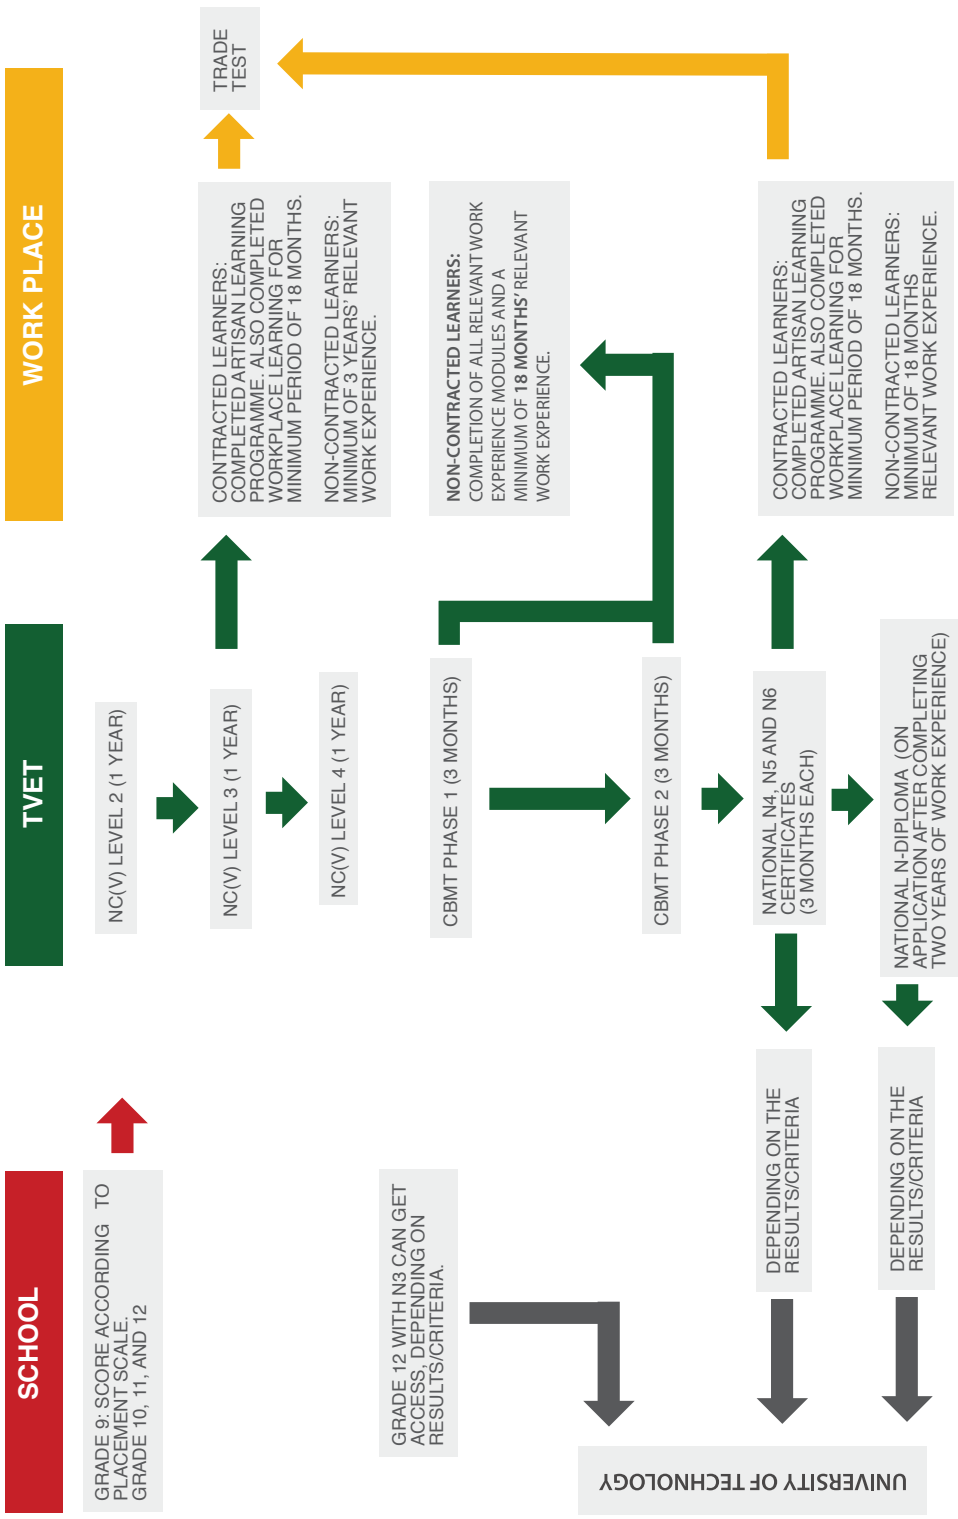 SCHOOL
TVET
WORK PLACE
GRADE 9: SCORE ACCORDING TO
PLACEMENT SCALE.
GRADE 10, 11, AND 12
NC(V) LEVEL 2 (1 YEAR)
NC(V) LEVEL 3 (1 YEAR)
NC(V) LEVEL 4 (1 YEAR)
CONTRACTED LEARNERS:
COMPLETED ARTISAN LEARNING
PROGRAMME. ALSO COMPLETED
WORKPLACE LEARNING FOR
MINIMUM PERIOD OF 18 MONTHS.
NON-CONTRACTED LEARNERS:
MINIMUM OF 3 YEARS' RELEVANT
WORK EXPERIENCE.
TRADE
TEST
GRADE 12 WITH N3 CAN GET
ACCESS, DEPENDING ON
RESULTS/CRITERIA.
CBMT PHASE 1 (3 MONTHS)
NON-CONTRACTED LEARNERS:
COMPLETION OF ALL RELEVANT WORK
EXPERIENCE MODULES AND A
MINIMUM OF 18 MONTHS' RELEVANT
WORK EXPERIENCE.
CBMT PHASE 2 (3 MONTHS)
UNIVERSITY OF TECHNOLOGY
DEPENDING ON THE
RESULTS/CRITERIA
NATIONAL N4, N5 AND N6
CERTIFICATES
(3 MONTHS EACH)
CONTRACTED LEARNERS:
COMPLETED ARTISAN LEARNING
PROGRAMME. ALSO COMPLETED
WORKPLACE LEARNING FOR
MINIMUM PERIOD OF 18 MONTHS.
NON-CONTRACTED LEARNERS:
MINIMUM OF 18 MONTHS
RELEVANT WORK EXPERIENCE.
DEPENDING ON THE
RESULTS/CRITERIA
NATIONAL N-DIPLOMA (ON
APPLICATION AFTER COMPLETING
TWO YEARS OF WORK EXPERIENCE)